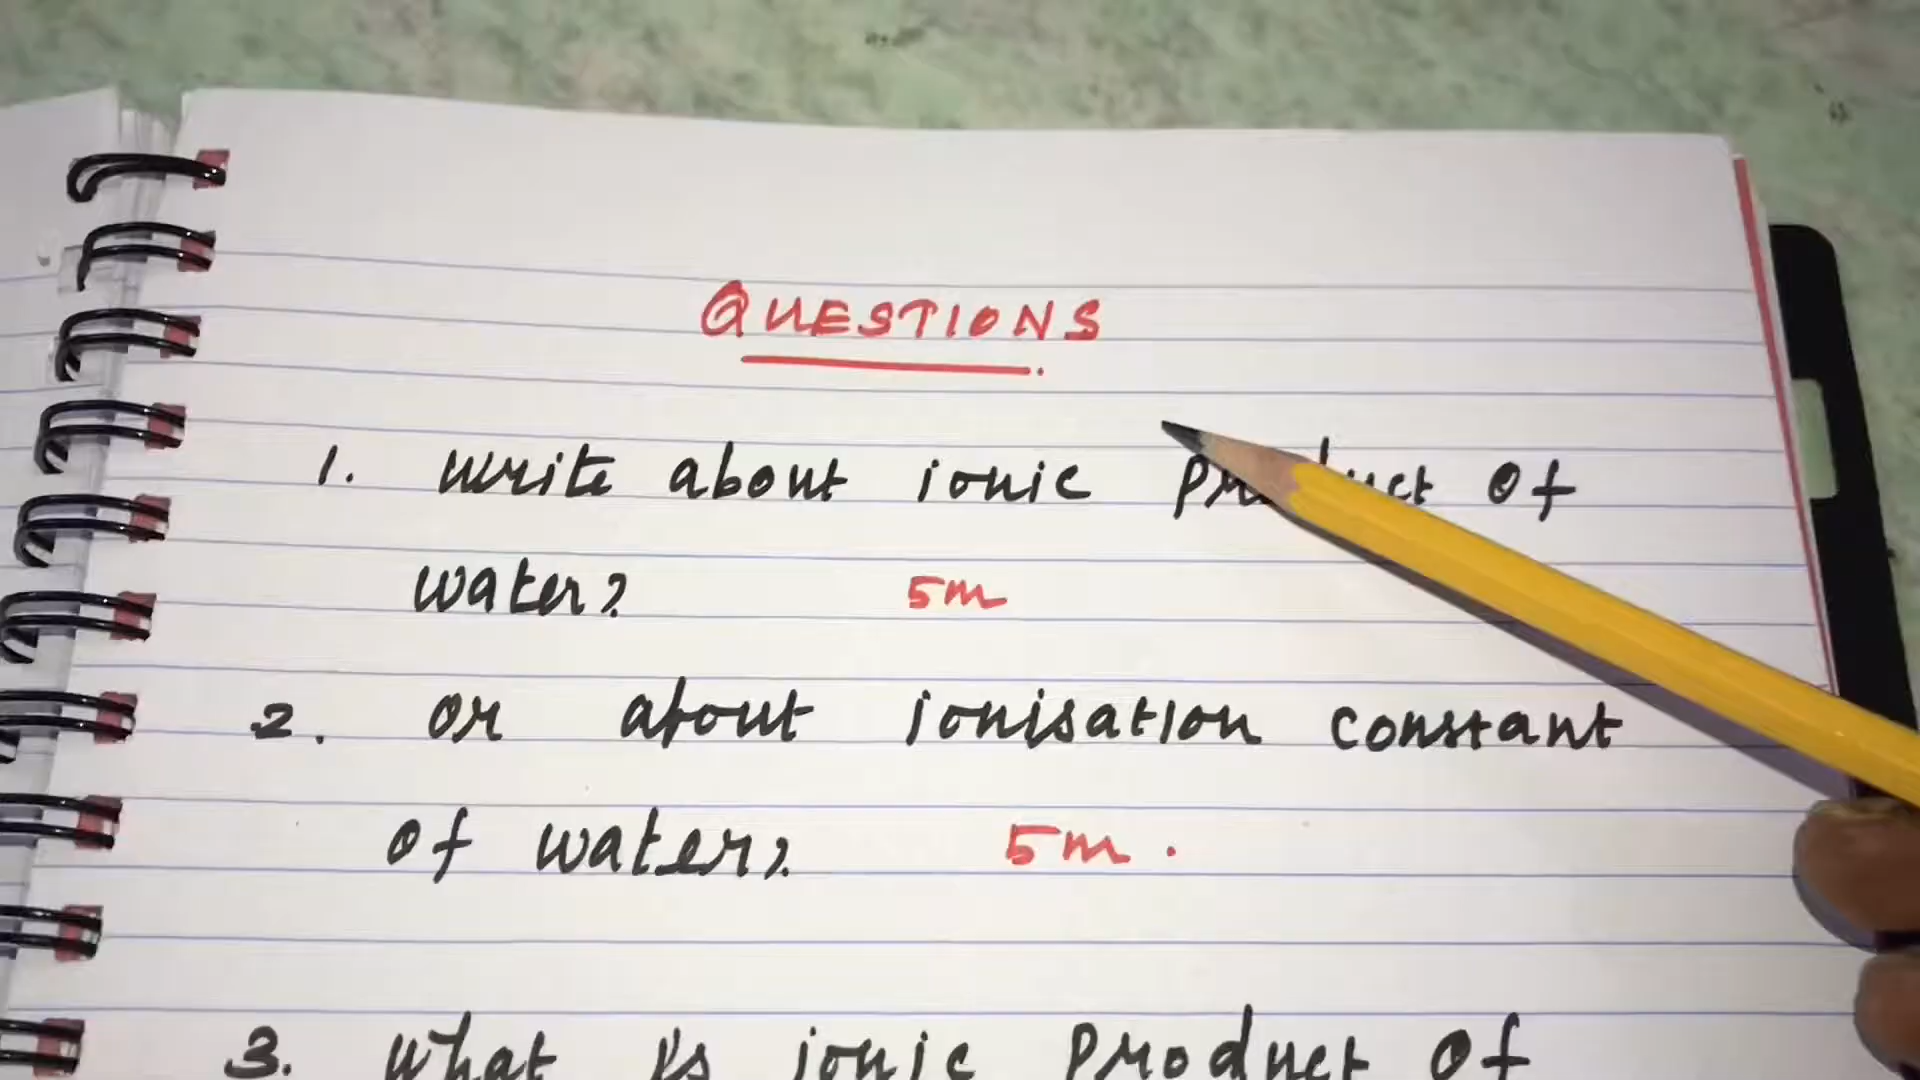 QUESTIONS
1. write about ionic product of
water? 5m
2. or about ionisation constant
of water? 5m.
3. what is ionic product of